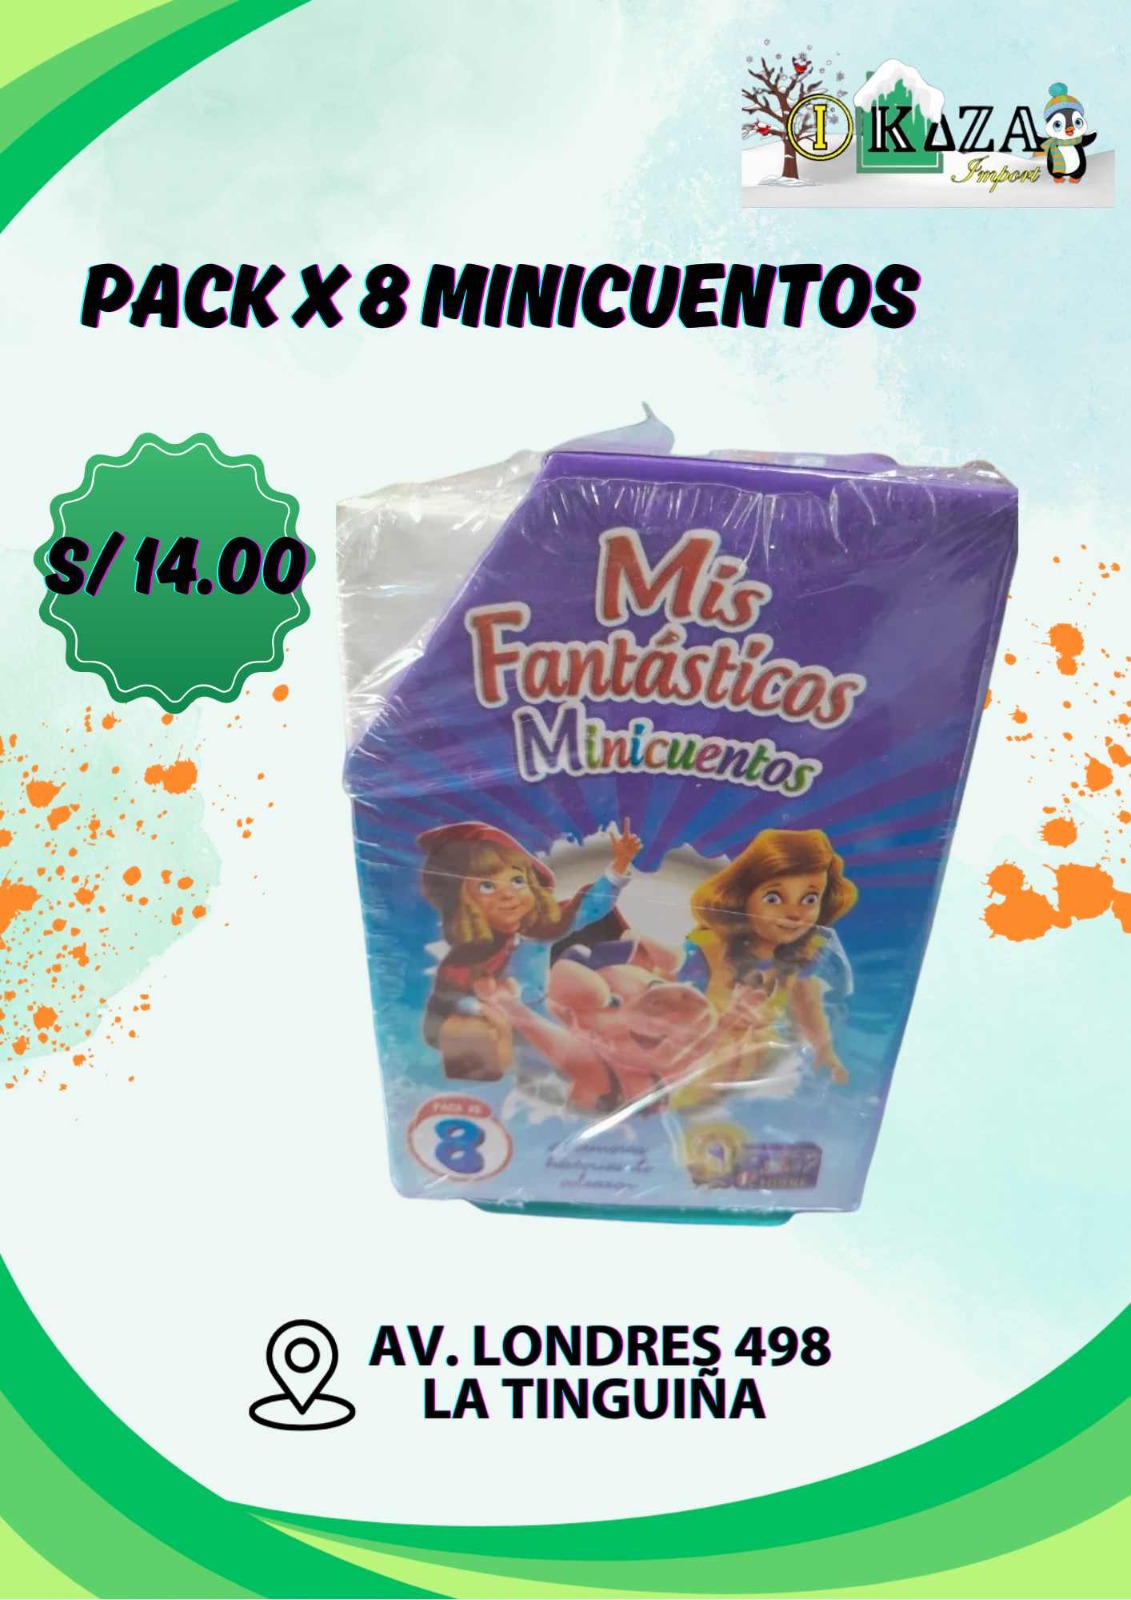 I KAZA
Import
PACK X 8 MINICUENTOS
S/ 14.00
Mis
Fantásticos
Minicuentos
8
AV. LONDRES 498
LA TINGUIÑA